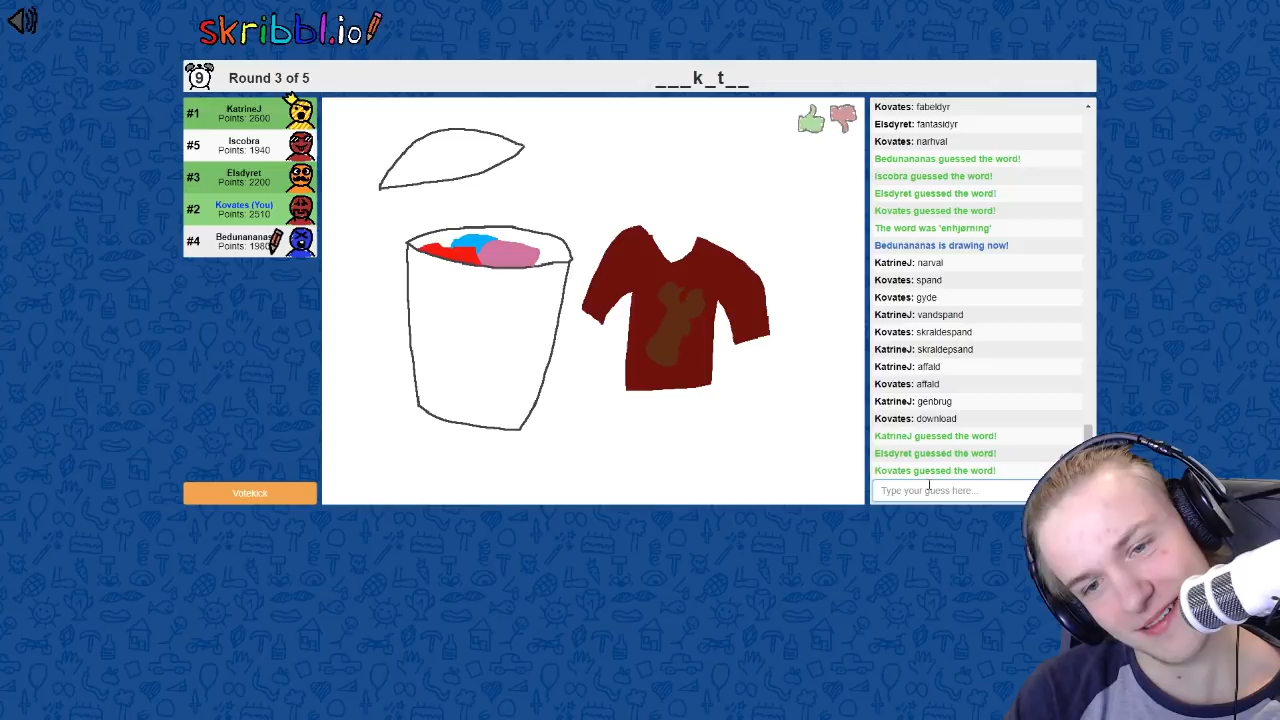 skribbl.io
9
Round 3 of 5
___k_t__
#1
KatrineJ
Points: 2600
#5
Iscobra
Points: 1940
#3
Elsdyret
Points: 2200
#2
Kovates (You)
Points: 2510
#4
Bedunananas
Points: 1980
Votekick
Kovates: fabeldyr
Elsdyret: fantasidyr
Kovates: narhval
Bedunananas guessed the word!
Iscobra guessed the word!
Elsdyret guessed the word!
Kovates guessed the word!
The word was 'enhjørning'
Bedunananas is drawing now!
KatrineJ: narval
Kovates: spand
Kovates: gyde
KatrineJ: vandspand
Kovates: skraldespand
KatrineJ: skraldepsand
KatrineJ: affald
Kovates: affald
KatrineJ: genbrug
Kovates: download
KatrineJ guessed the word!
Elsdyret guessed the word!
Kovates guessed the word!
Type your guess here...